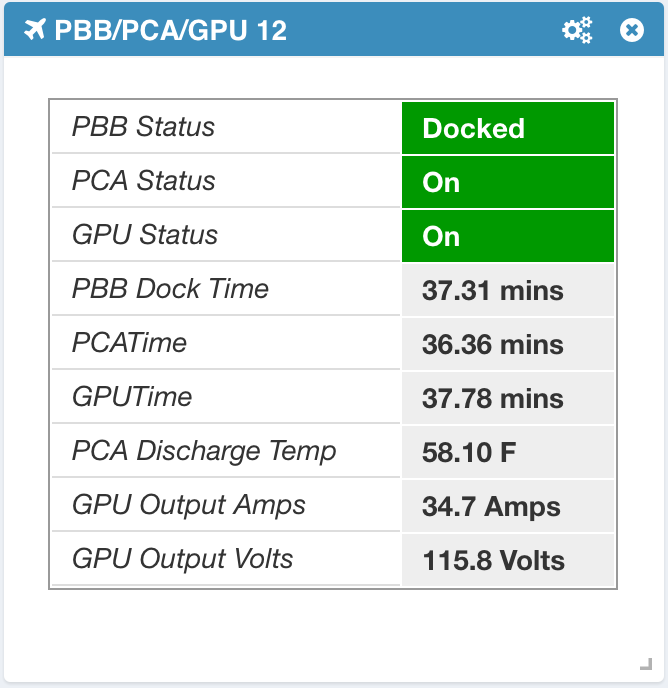 PBB/PCA/GPU 12
PBB Status Docked
PCA Status On
GPU Status On
PBB Dock Time 37.31 mins
PCATime 36.36 mins
GPUTime 37.78 mins
PCA Discharge Temp 58.10 F
GPU Output Amps 34.7 Amps
GPU Output Volts 115.8 Volts